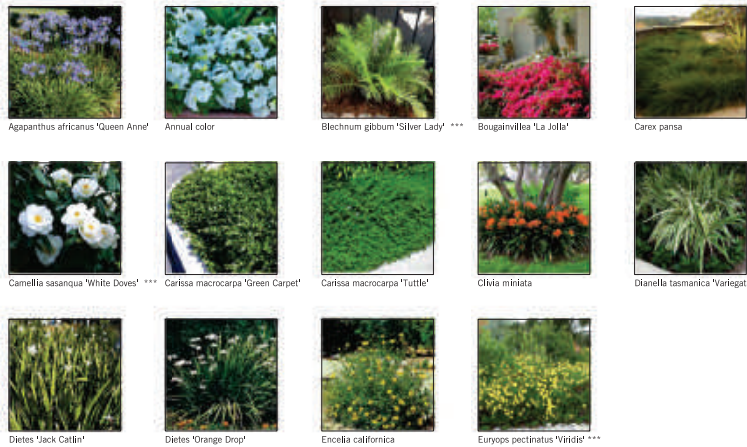 Agapanthus africanus 'Queen Anne'
Annual color
Blechnum gibbum 'Silver Lady' ***
Bougainvillea 'La Jolla'
Carex pansa
Camellia sasanqua 'White Doves' ***
Carissa macrocarpa 'Green Carpet'
Carissa macrocarpa 'Tuttle'
Clivia miniata
Dianella tasmanica 'Variegat
Dietes 'Jack Catlin'
Dietes 'Orange Drop'
Encelia californica
Euryops pectinatus 'Viridis' ***